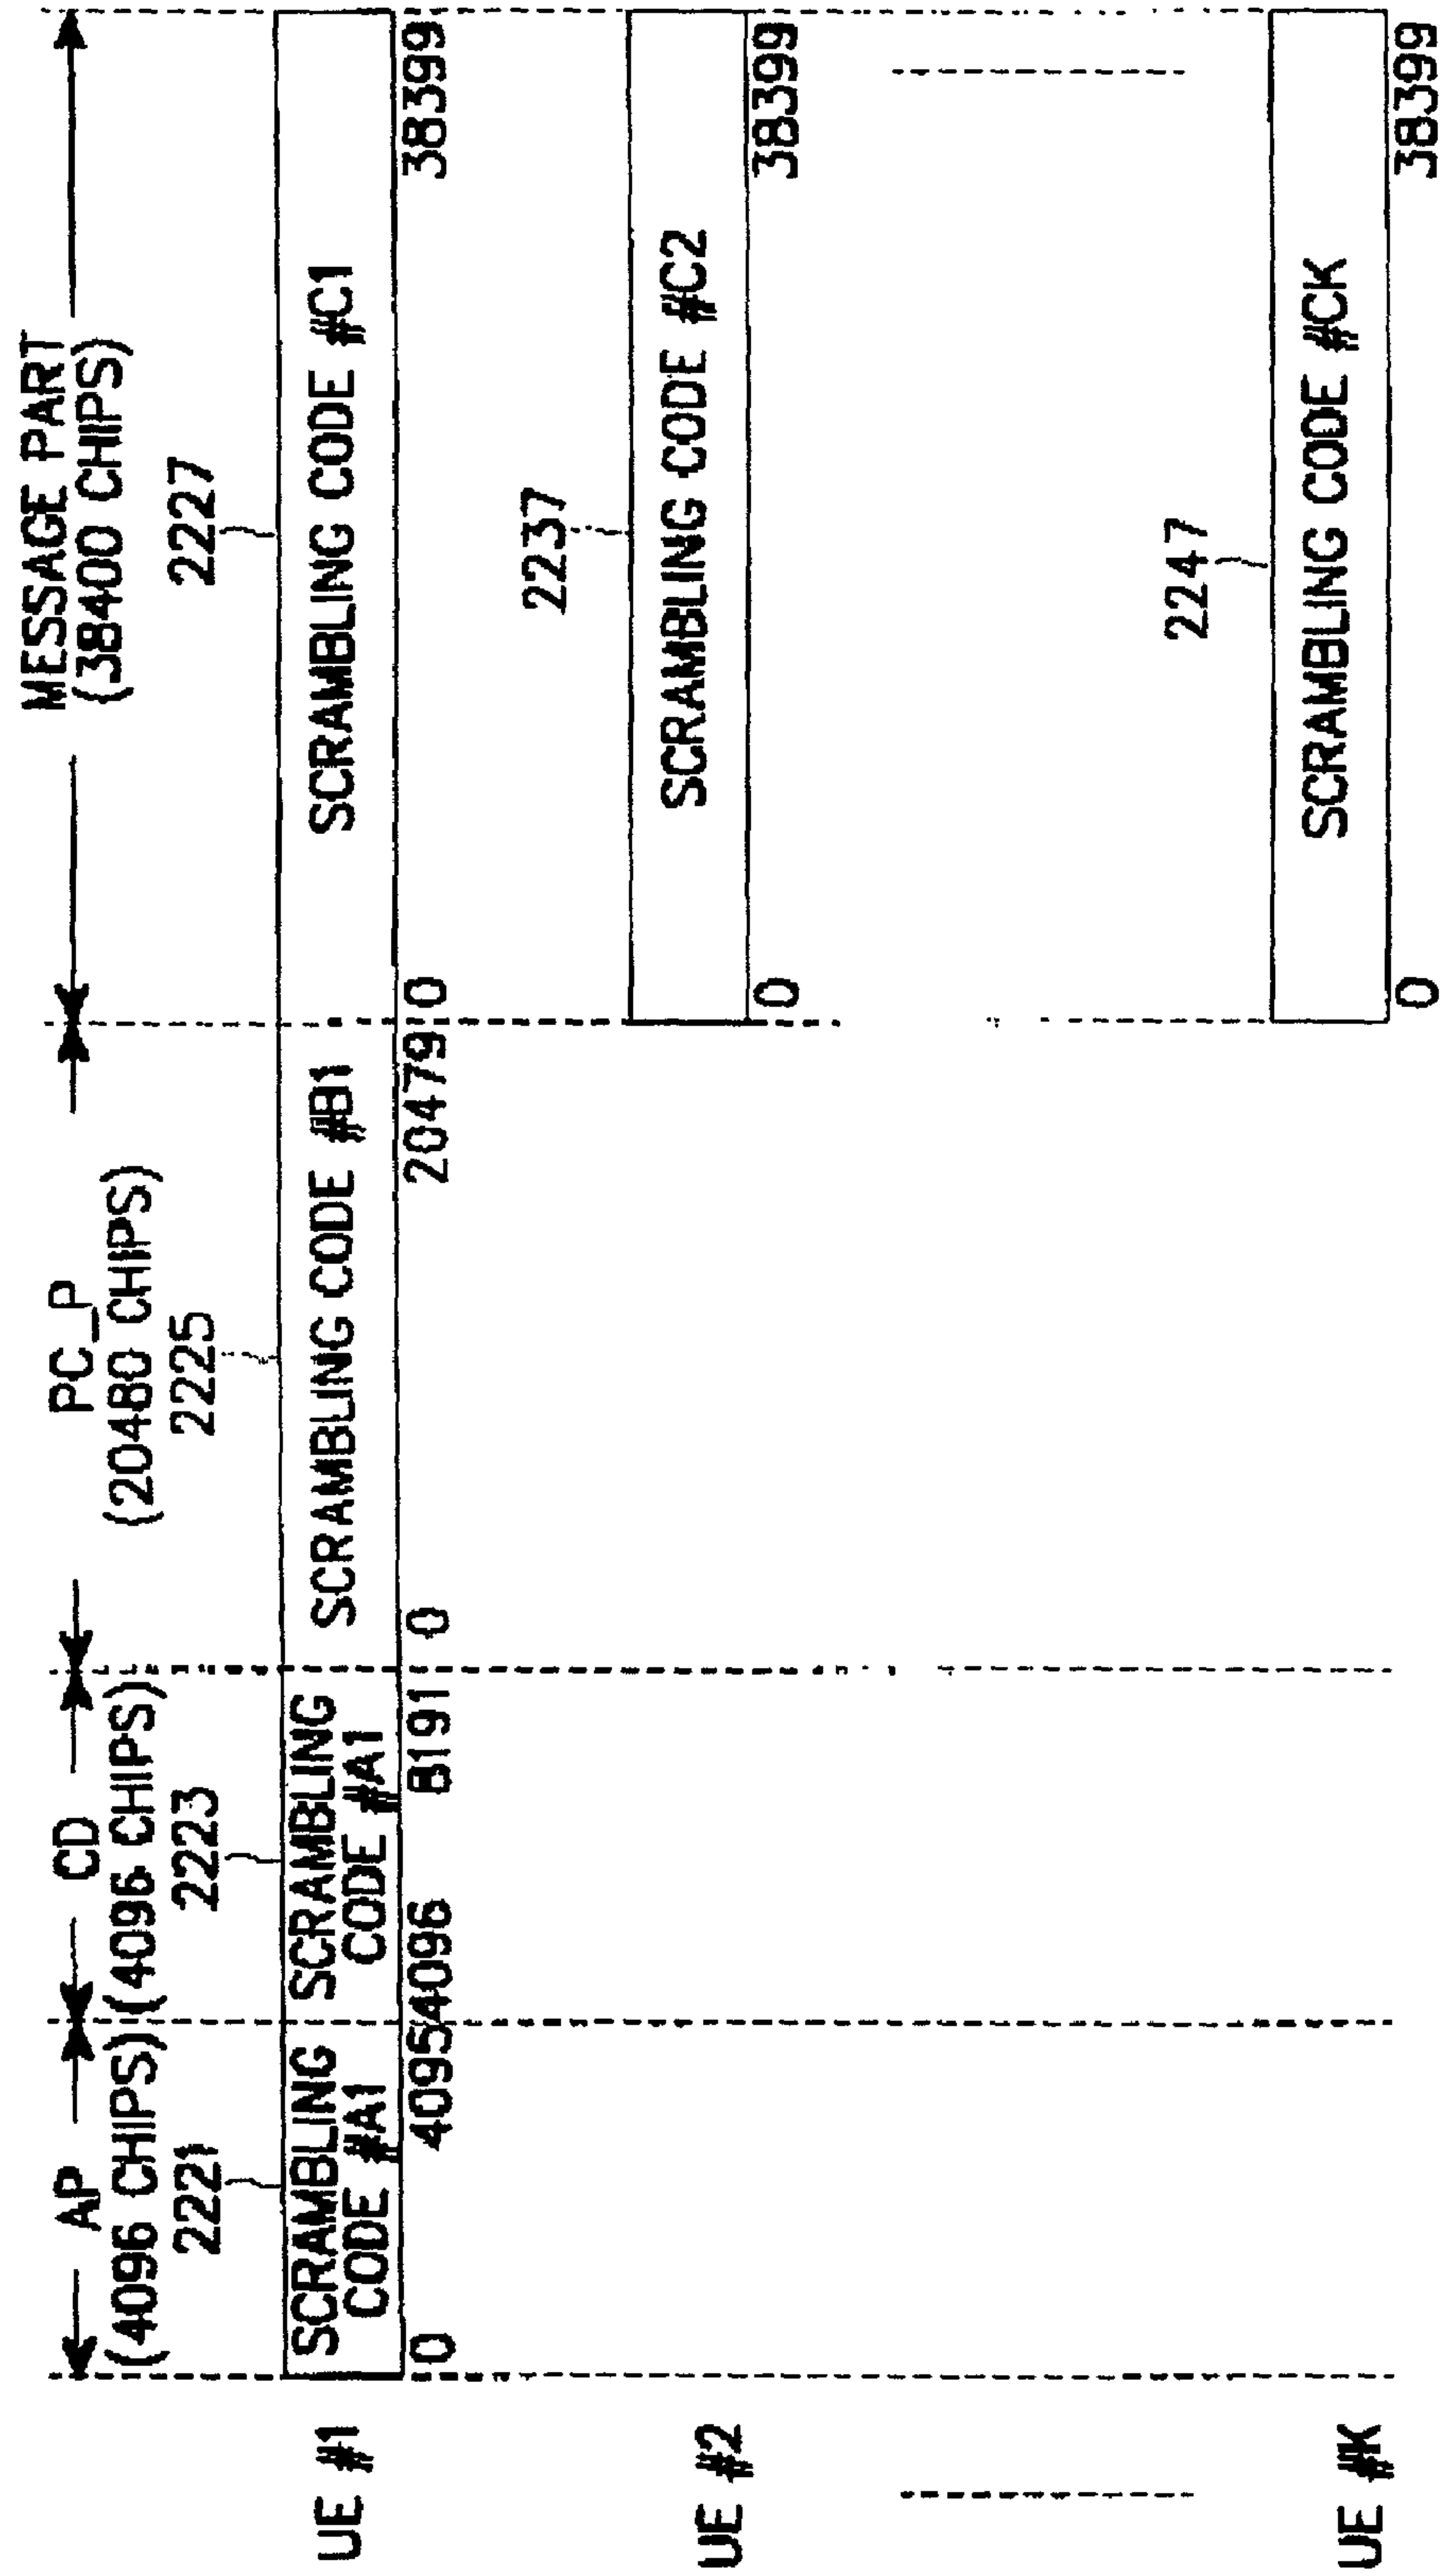 AP
CD
PC_P
MESSAGE PART
(4096 CHIPS)
(4096 CHIPS)
(20480 CHIPS)
(38400 CHIPS)
2221
2223
2225
2227
UE #1
SCRAMBLING
CODE #A1
SCRAMBLING
CODE #A1
SCRAMBLING CODE #B1
SCRAMBLING CODE #C1
0
4095
4096
8191
0
20479
0
38399
2237
UE #2
SCRAMBLING CODE #C2
0
38399
2247
UE #K
SCRAMBLING CODE #CK
0
38399